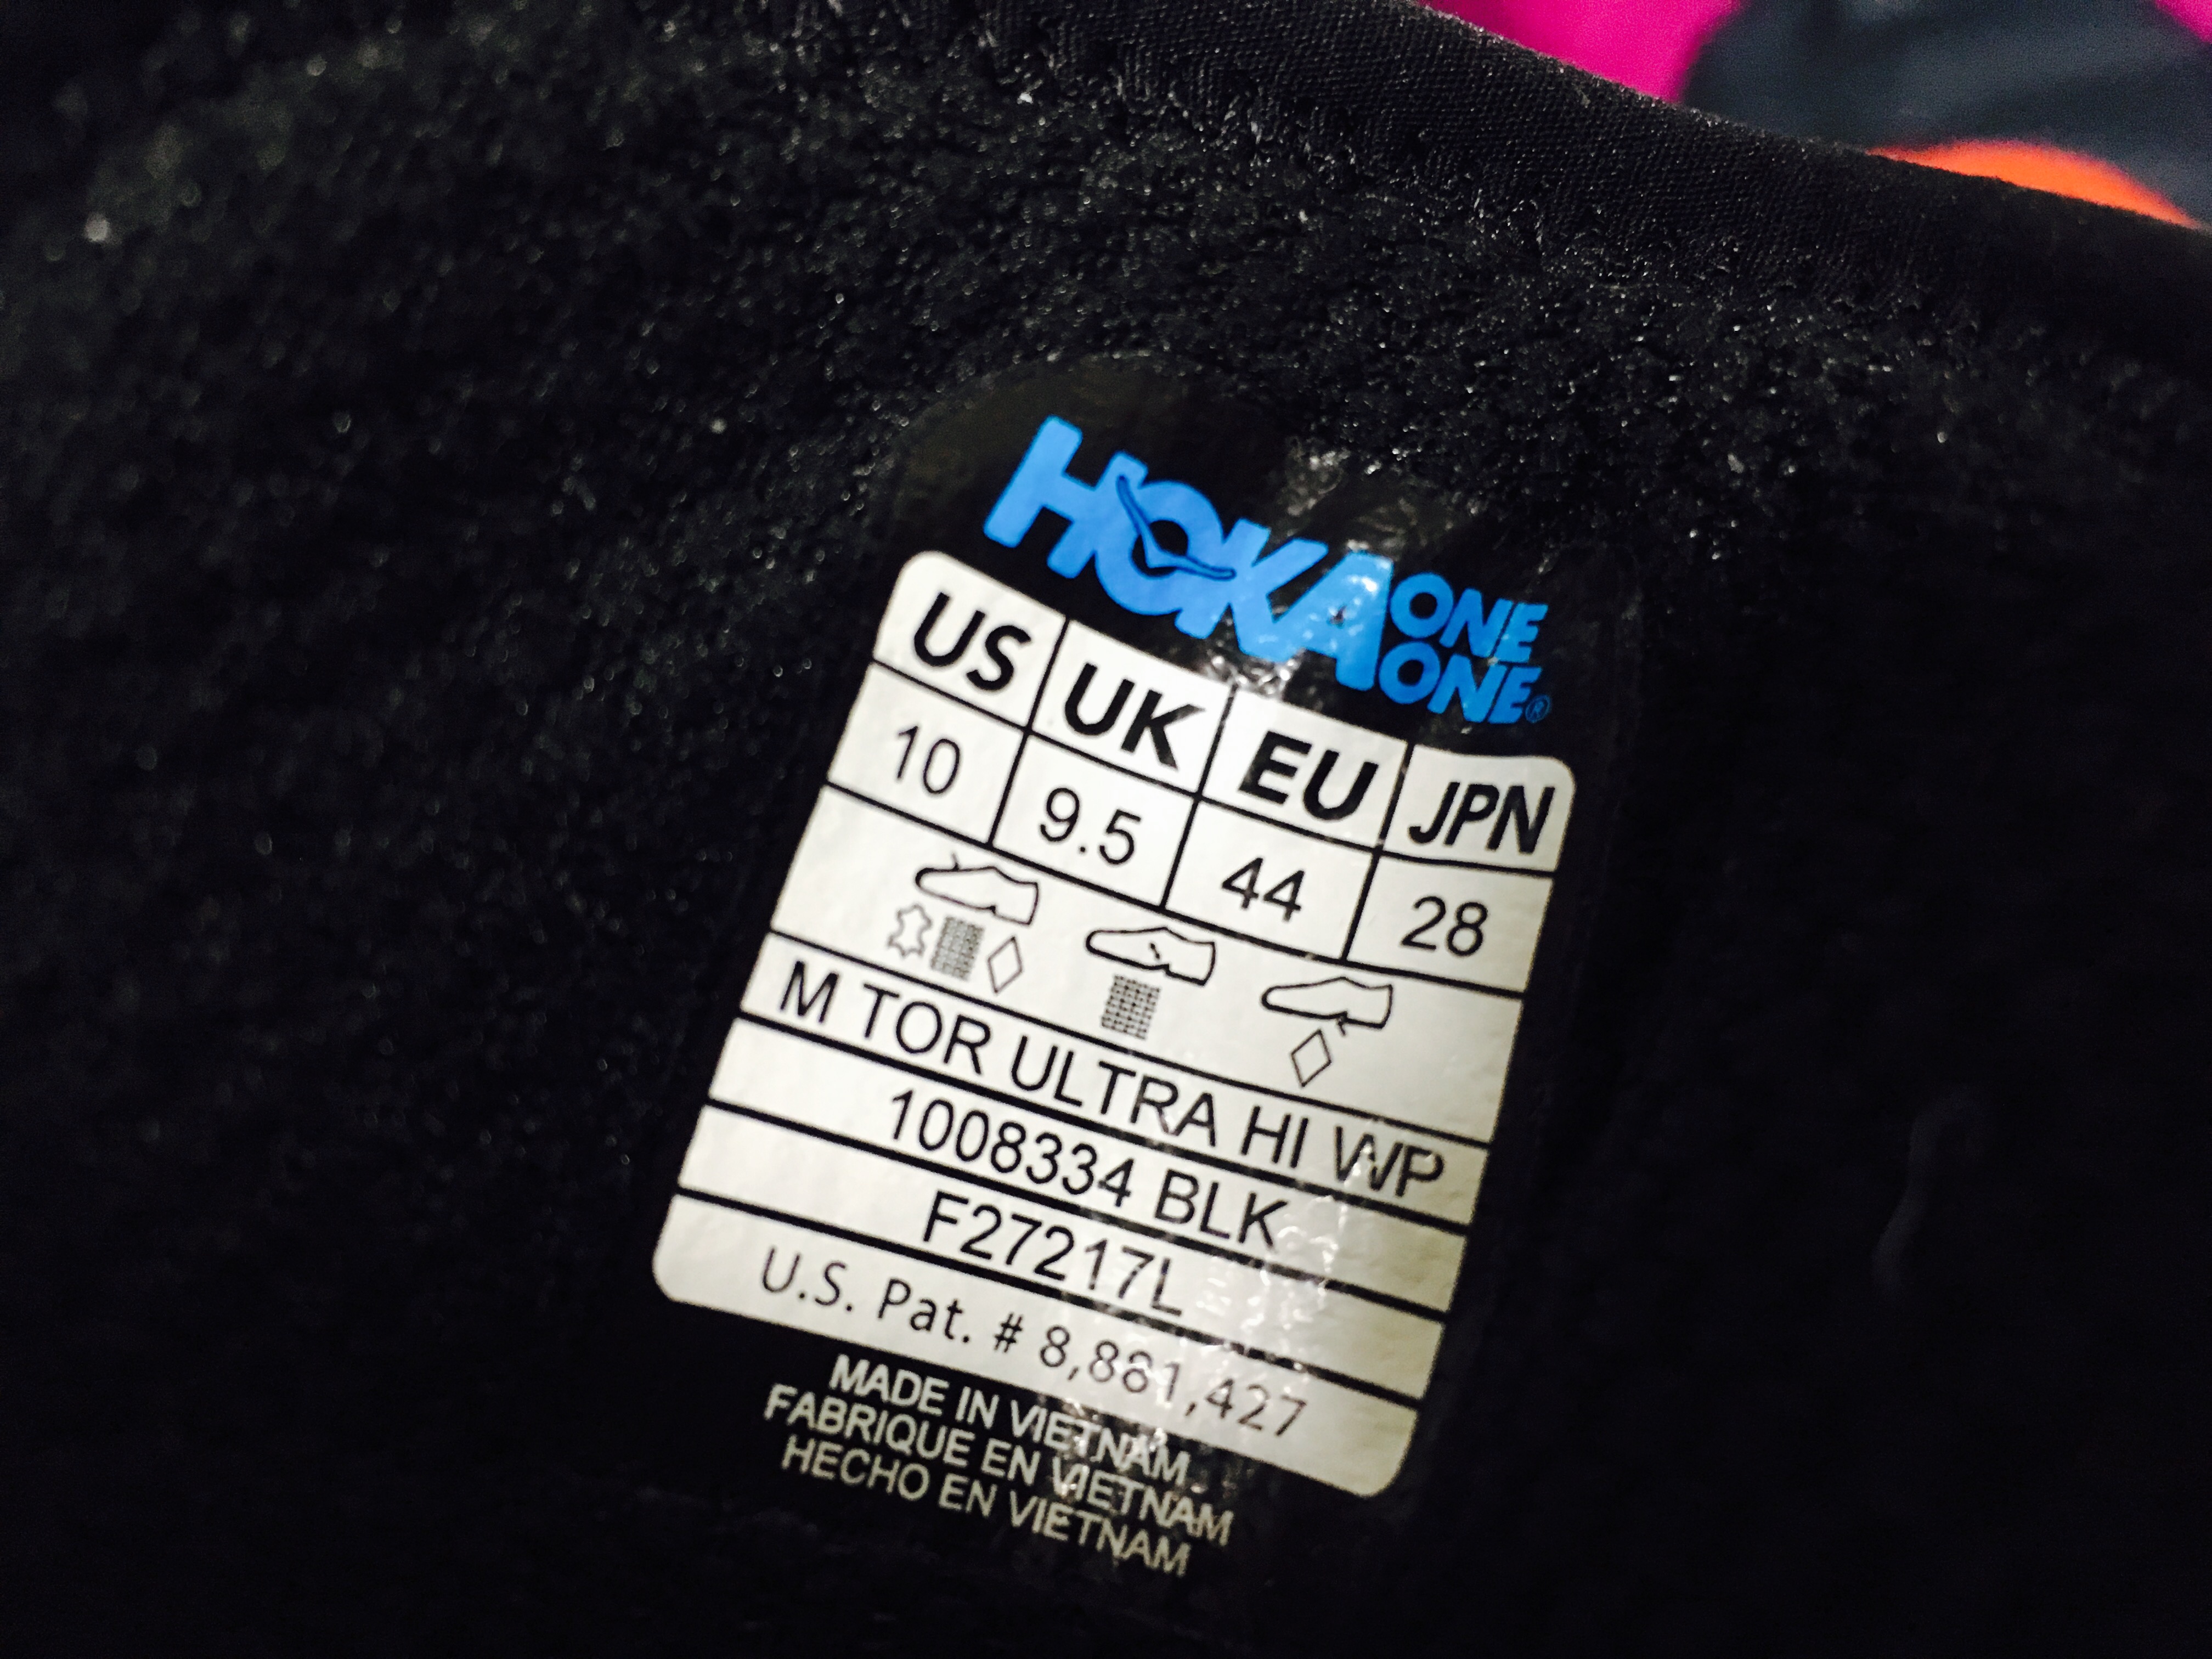 HOKA ONE ONE®
US UK EU JPN
10 9.5 44 28
M TOR ULTRA HI WP
1008334 BLK
F27217L
U.S. Pat. # 8,881,427
MADE IN VIETNAM
FABRIQUE EN VIETNAM
HECHO EN VIETNAM